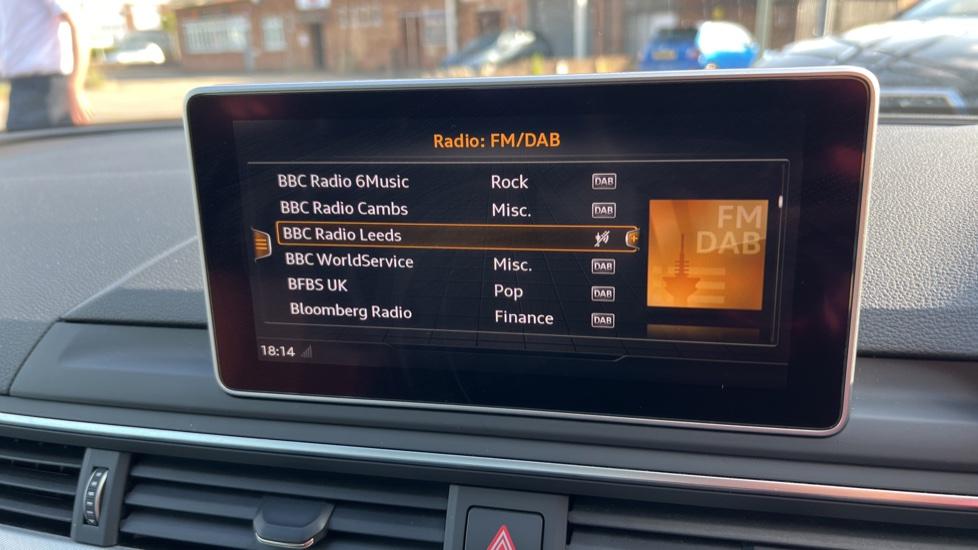 Radio: FM/DAB
BBC Radio 6Music Rock DAB
BBC Radio Cambs Misc. DAB
BBC Radio Leeds
BBC WorldService Misc. DAB
BFBS UK Pop DAB
Bloomberg Radio Finance DAB
FM
DAB
18:14